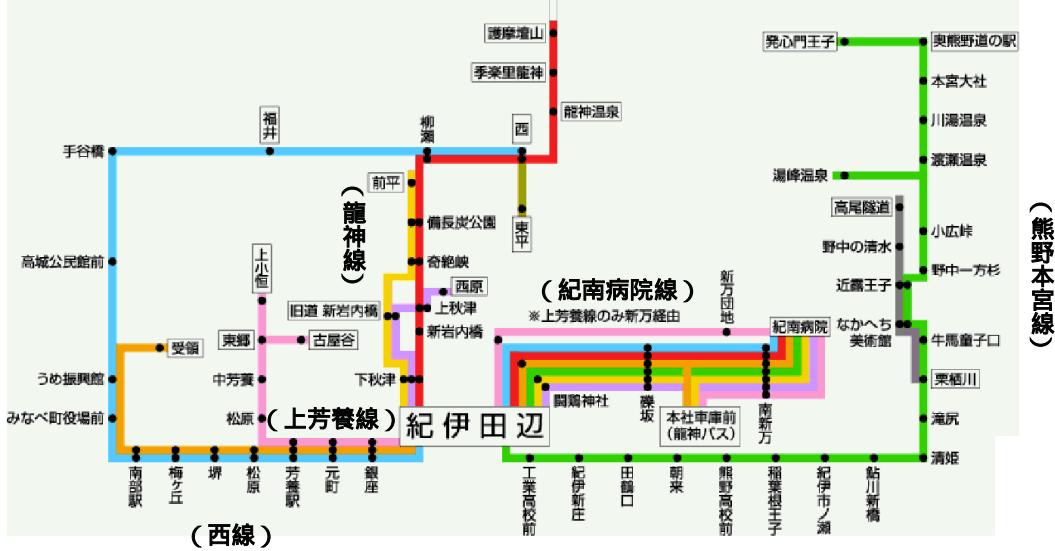 護摩壇山
季楽里龍神
龍神温泉
発心門王子
奥熊野道の駅
本宮大社
川湯温泉
渡瀬温泉
湯峰温泉
高尾隧道
野中の清水
小広峠
野中一方杉
近露王子
なかへち
美術館
牛馬童子口
栗栖川
滝尻
清姫
(熊野本宮線)
手谷橋
福井
柳瀬
西
東平
前平
(龍神線)
備長炭公園
奇絶峡
高城公民館前
上小恒
西原
上秋津
旧道 新岩内橋
新岩内橋
(紀南病院線)
※上芳養線のみ新万経由
新万団地
紀南病院
受領
東郷
古屋谷
うめ振興館
中芳養
下秋津
みなべ町役場前
松原
(上芳養線)
紀伊田辺
闘鶏神社
礫坂
本社車庫前
(龍神バス)
南新万
南部駅
梅ヶ丘
堺
松原
芳養駅
元町
銀座
工業高校前
紀伊新庄
田鶴口
朝来
熊野高校前
稲葉根王子
紀伊市ノ瀬
鮎川新橋
(西線)